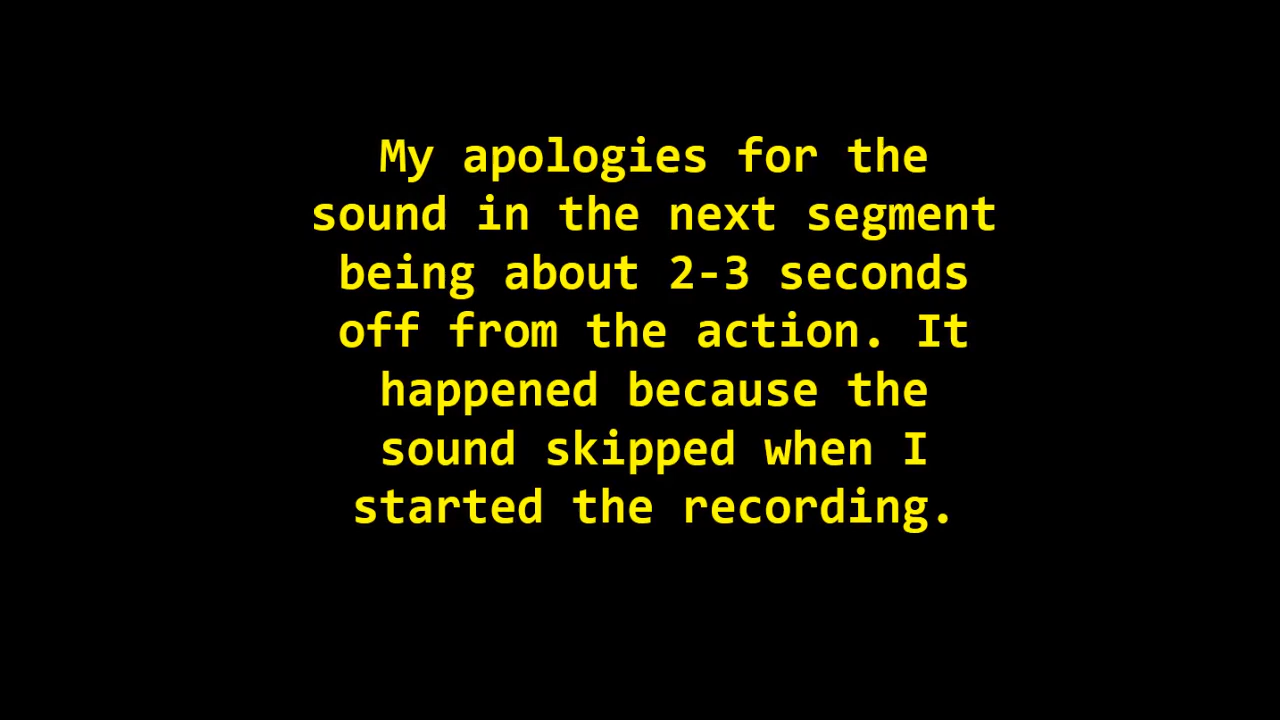 My apologies for the
sound in the next segment
being about 2-3 seconds
off from the action. It
happened because the
sound skipped when I
started the recording.